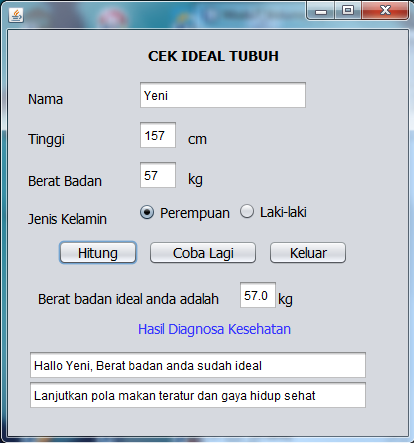 CEK IDEAL TUBUH
Nama Yeni
Tinggi 157 cm
Berat Badan 57 kg
Jenis Kelamin Perempuan Laki-laki
Hitung Coba Lagi Keluar
Berat badan ideal anda adalah 57.0 kg
Hasil Diagnosa Kesehatan
Hallo Yeni, Berat badan anda sudah ideal
Lanjutkan pola makan teratur dan gaya hidup sehat